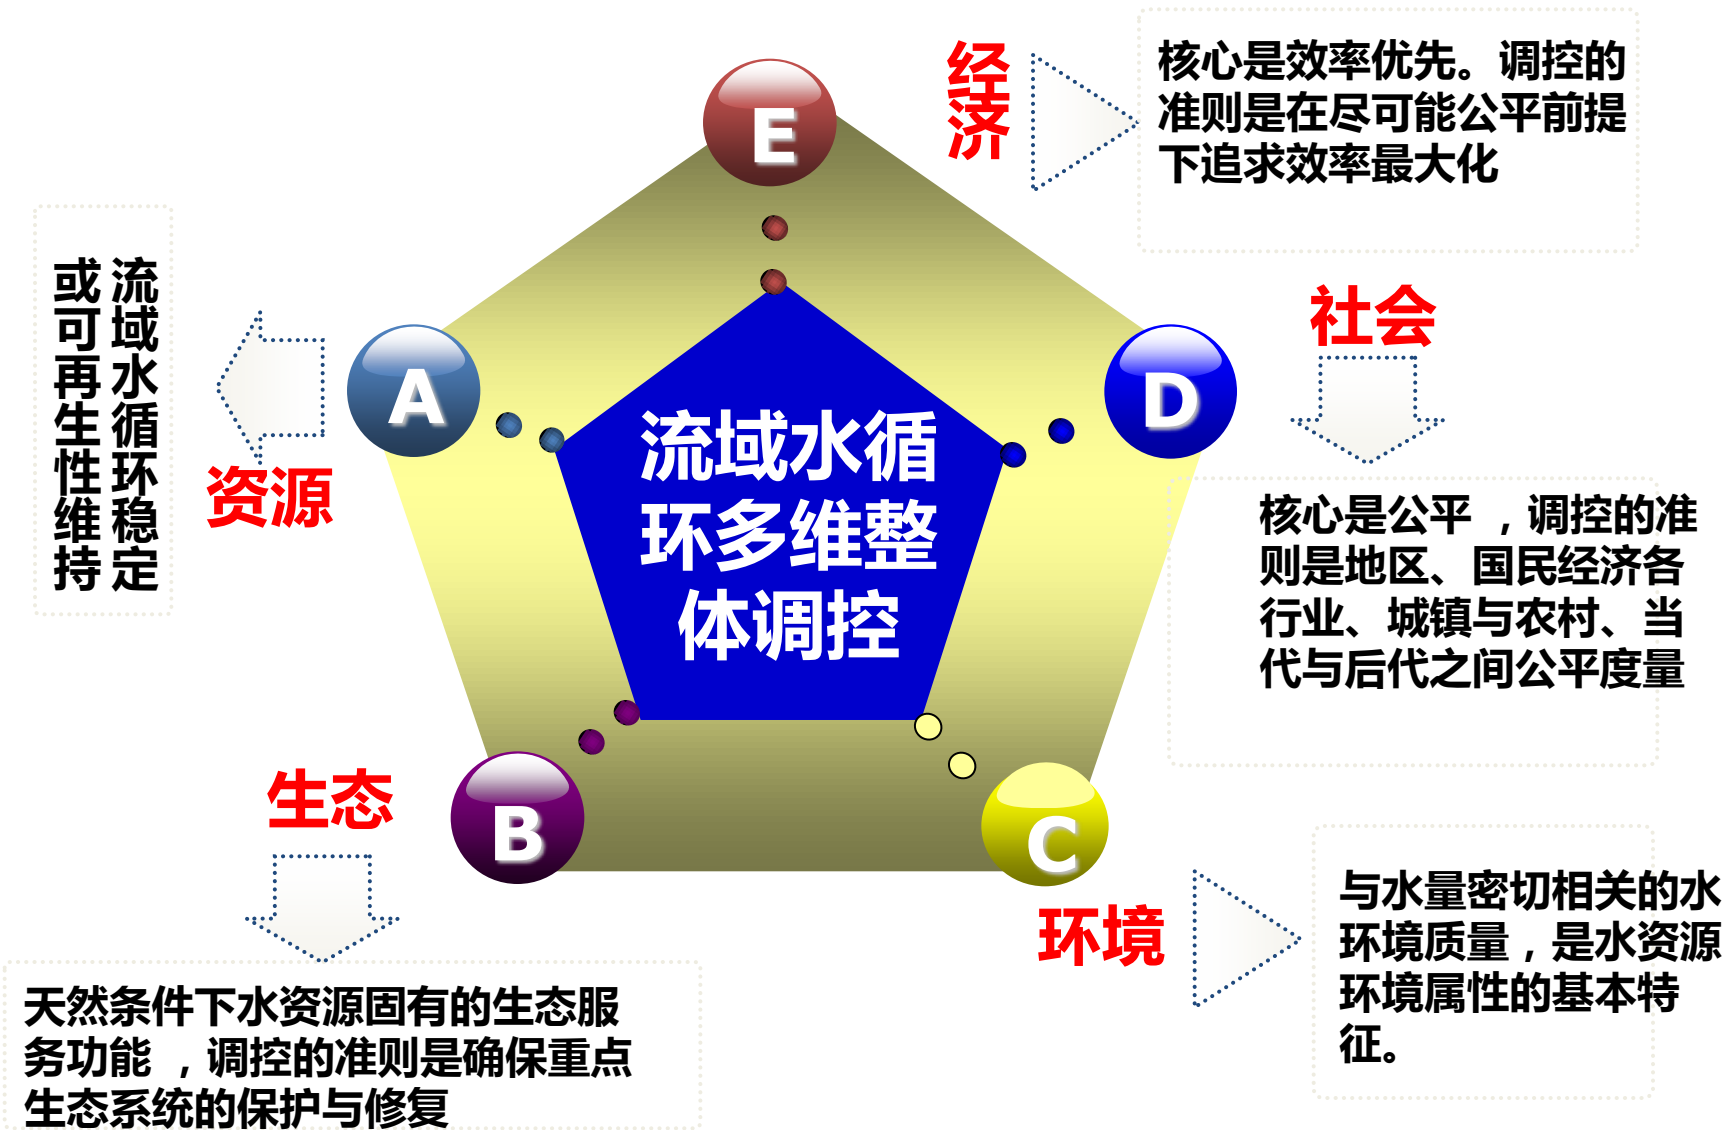 经济
核心是效率优先。调控的
准则是在尽可能公平前提
下追求效率最大化
E
社会
D
核心是公平 ，调控的准
则是地区、国民经济各
行业、城镇与农村、当
代与后代之间公平度量
流域水循环稳定
或可再生性维持
A
资源
流域水循
环多维整
体调控
生态
B
天然条件下水资源固有的生态服
务功能 ，调控的准则是确保重点
生态系统的保护与修复
C
环境
与水量密切相关的水
环境质量，是水资源
环境属性的基本特
征。